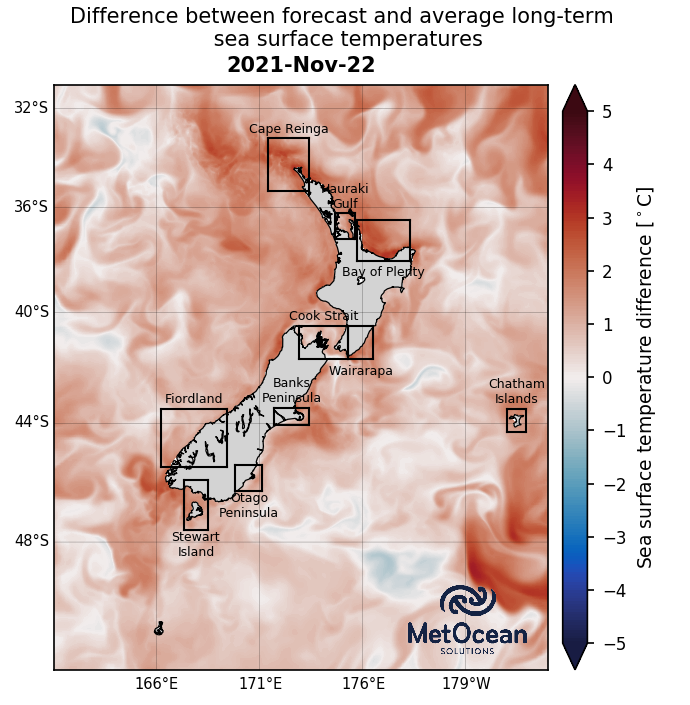 Difference between forecast and average long-term
sea surface temperatures
2021-Nov-22
32°S
36°S
40°S
44°S
48°S
Cape Reinga
Hauraki
Gulf
Bay of Plenty
Cook Strait
Wairarapa
Banks
Peninsula
Fiordland
Chatham
Islands
Otago
Peninsula
Stewart
Island
MetOcean
SOLUTIONS
166°E
171°E
176°E
179°W
5
4
3
2
1
0
−1
−2
−3
−4
−5
Sea surface temperature difference [°C]